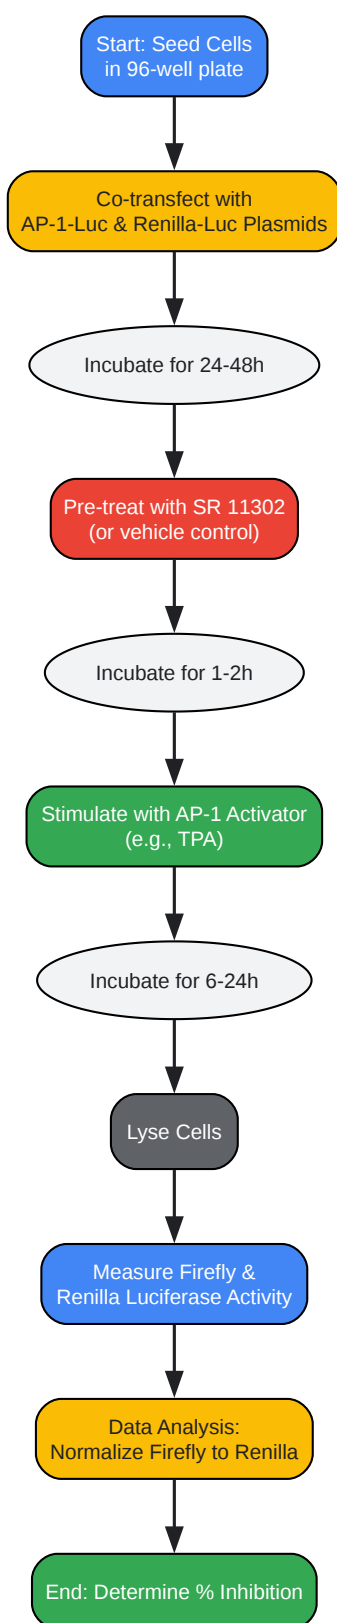 Start: Seed Cells
in 96-well plate
Co-transfect with
AP-1-Luc & Renilla-Luc Plasmids
Incubate for 24-48h
Pre-treat with SR 11302
(or vehicle control)
Incubate for 1-2h
Stimulate with AP-1 Activator
(e.g., TPA)
Incubate for 6-24h
Lyse Cells
Measure Firefly &
Renilla Luciferase Activity
Data Analysis:
Normalize Firefly to Renilla
End: Determine % Inhibition